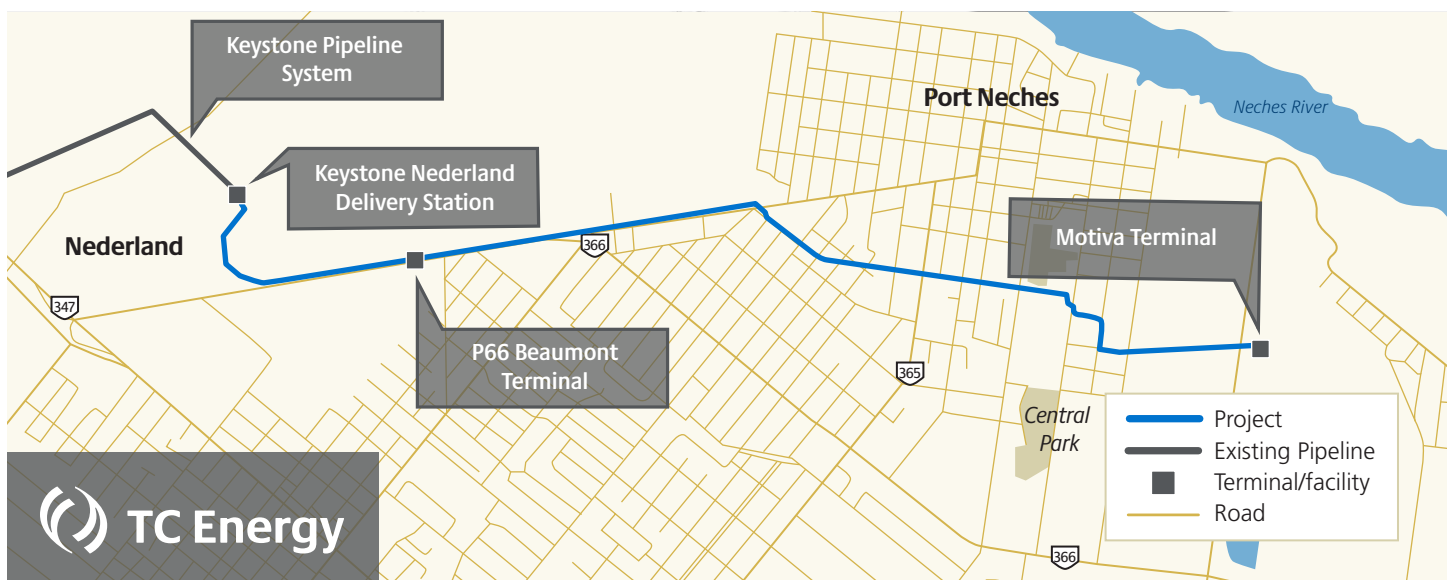 Keystone Pipeline
System
Port Neches
Neches River
Keystone Nederland
Delivery Station
Nederland
366
Motiva Terminal
347
P66 Beaumont
Terminal
365
Central
Park
Project
Existing Pipeline
Terminal/facility
Road
TC Energy
366